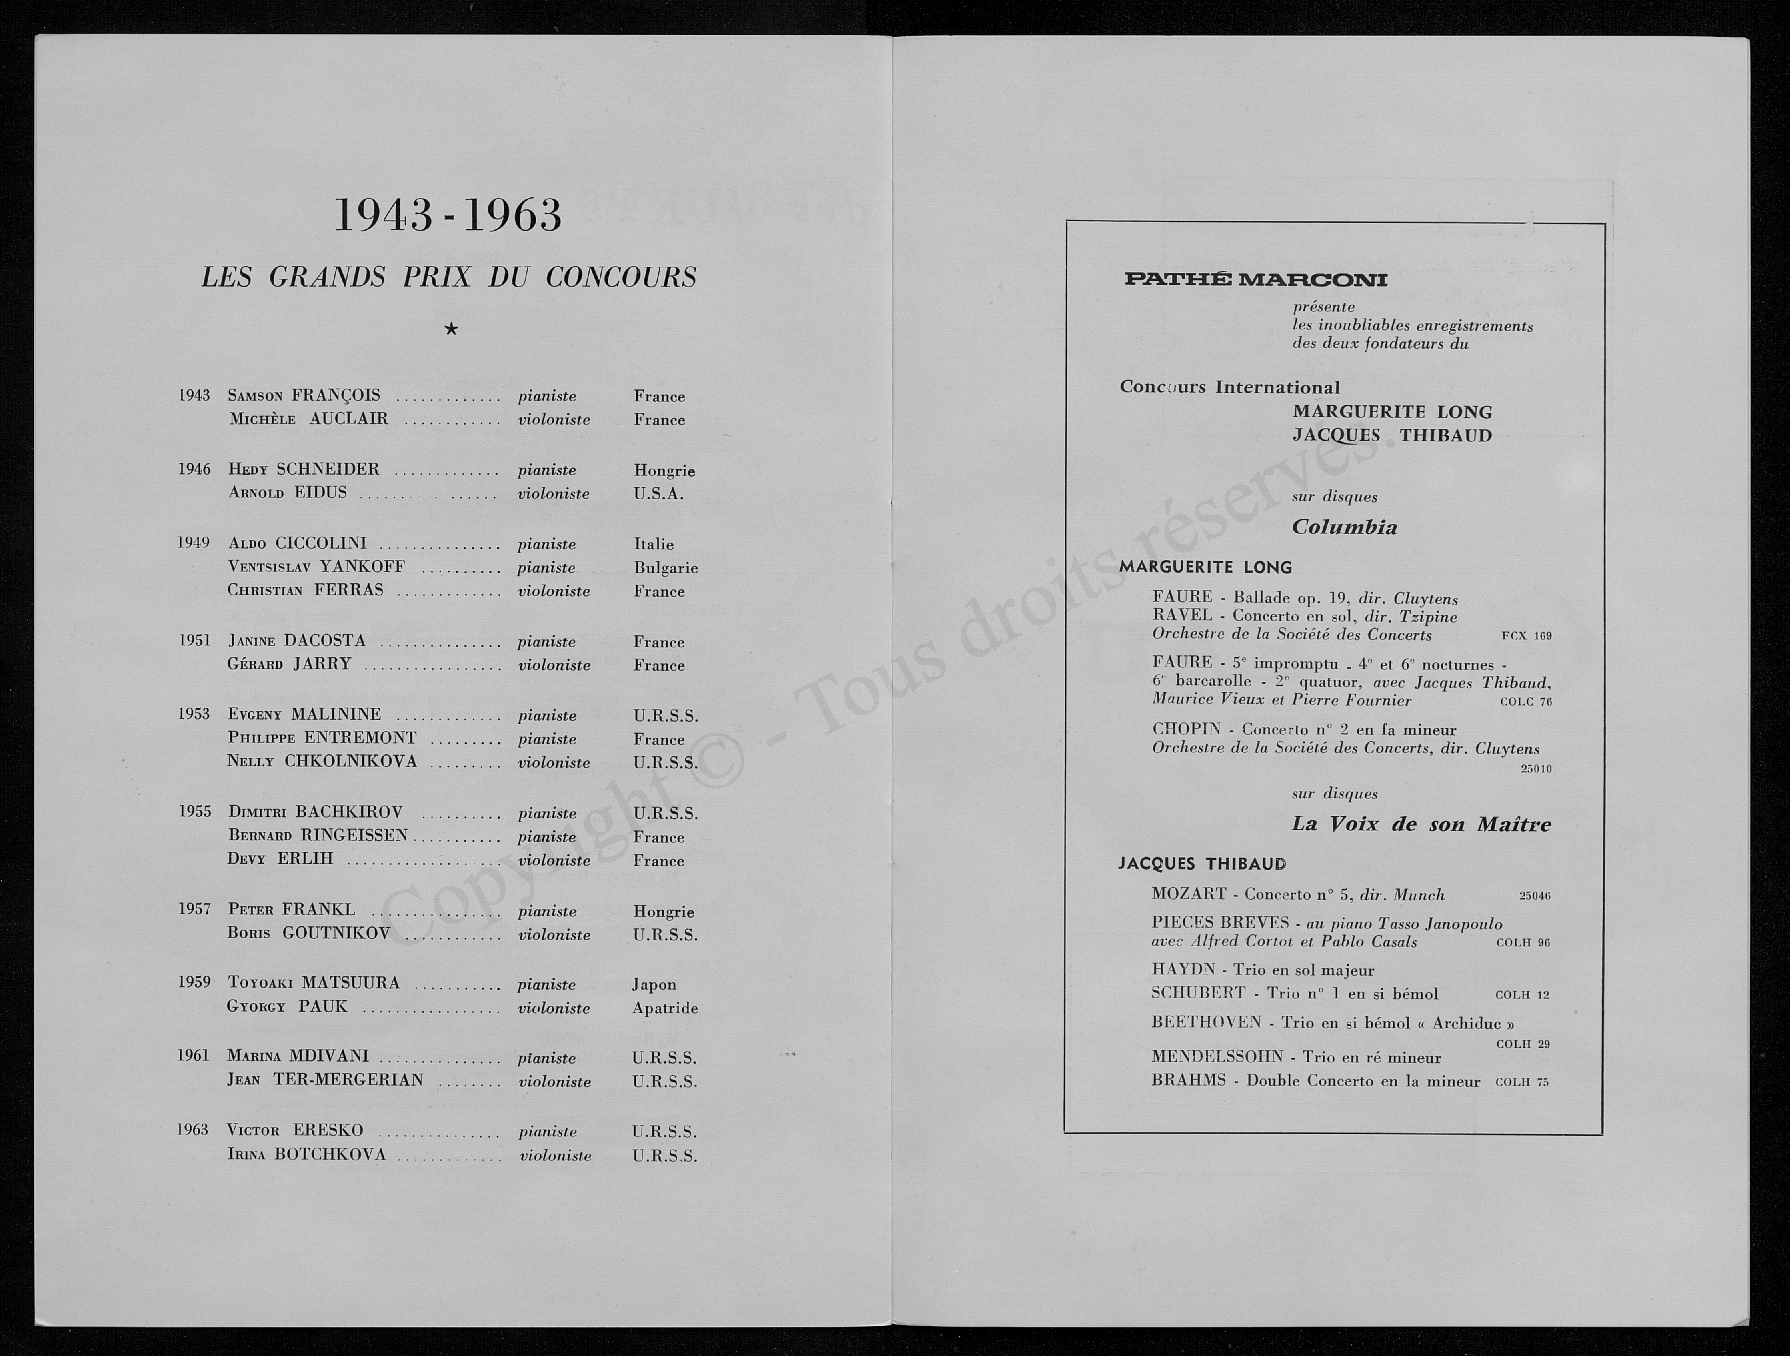 1943 - 1963
LES GRANDS PRIX DU CONCOURS
★
1943 SAMSON FRANÇOIS ............. pianiste France
MICHÈLE AUCLAIR ............ violoniste France
1946 HEDY SCHNEIDER ............. pianiste Hongrie
ARNOLD EIDUS ................ violoniste U.S.A.
1949 ALDO CICCOLINI ............... pianiste Italie
VENTSISLAV YANKOFF .......... pianiste Bulgarie
CHRISTIAN FERRAS ............. violoniste France
1951 JANINE DACOSTA ............... pianiste France
GÉRARD JARRY ................. violoniste France
1953 EVGENY MALININE ............. pianiste U.R.S.S.
PHILIPPE ENTREMONT ......... pianiste France
NELLY CHKOLNIKOVA ......... violoniste U.R.S.S.
1955 DIMITRI BACHKIROV .......... pianiste U.R.S.S.
BERNARD RINGEISSEN ........... pianiste France
DEVY ERLIH ................... violoniste France
1957 PETER FRANKL ................ pianiste Hongrie
BORIS GOUTNIKOV ............ violoniste U.R.S.S.
1959 TOYOAKI MATSUURA ........... pianiste Japon
GYORGY PAUK ................. violoniste Apatride
1961 MARINA MDIVANI ............... pianiste U.R.S.S.
JEAN TER-MERGERIAN ........ violoniste U.R.S.S.
1963 VICTOR ERESKO ............... pianiste U.R.S.S.
IRINA BOTCHKOVA ............. violoniste U.R.S.S.
PATHÉ MARCONI
présente
les inoubliables enregistrements
des deux fondateurs du
Concours International
MARGUERITE LONG
JACQUES THIBAUD
sur disques
Columbia
MARGUERITE LONG
FAURE - Ballade op. 19, dir. Cluytens
RAVEL - Concerto en sol, dir. Tzipine
Orchestre de la Société des Concerts FCX 169
FAURE - 5e impromptu - 4e et 6e nocturnes -
6e barcarolle - 2e quatuor, avec Jacques Thibaud,
Maurice Vieux et Pierre Fournier COLC 76
CHOPIN - Concerto n° 2 en fa mineur
Orchestre de la Société des Concerts, dir. Cluytens
25010
sur disques
La Voix de son Maître
JACQUES THIBAUD
MOZART - Concerto n° 5, dir. Munch 25046
PIECES BREVES - au piano Tasso Janopoulo
avec Alfred Cortot et Pablo Casals COLH 96
HAYDN - Trio en sol majeur
SCHUBERT - Trio n° 1 en si bémol COLH 12
BEETHOVEN - Trio en si bémol « Archiduc »
COLH 29
MENDELSSOHN - Trio en ré mineur
BRAHMS - Double Concerto en la mineur COLH 75
Copyright © - Tous droits réservés.